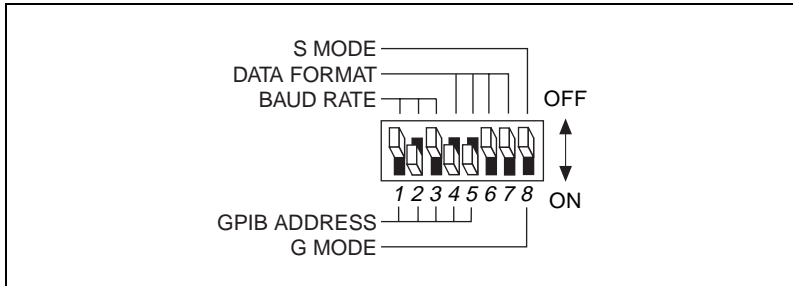 S MODE
DATA FORMAT
BAUD RATE
OFF
1 2 3 4 5 6 7 8
ON
GPIB ADDRESS
G MODE